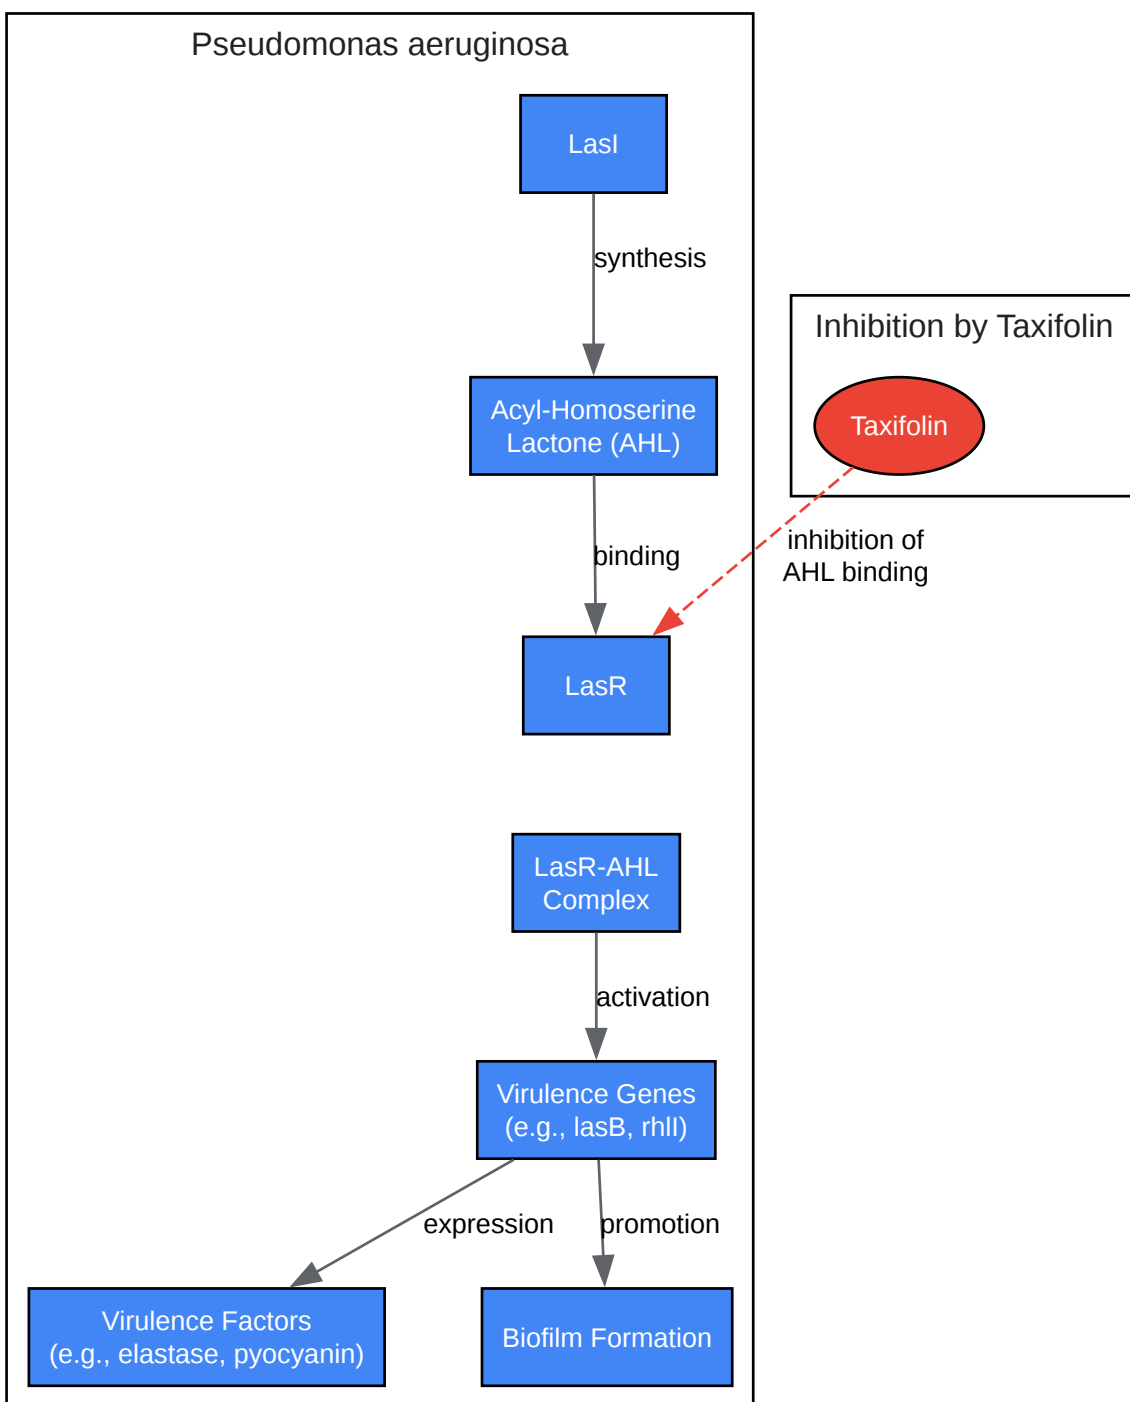 Pseudomonas aeruginosa
LasI
synthesis
Inhibition by Taxifolin
Taxifolin
Acyl-Homoserine
Lactone (AHL)
binding
inhibition of
AHL binding
LasR
LasR-AHL
Complex
activation
Virulence Genes
(e.g., lasB, rhlI)
expression
promotion
Virulence Factors
(e.g., elastase, pyocyanin)
Biofilm Formation